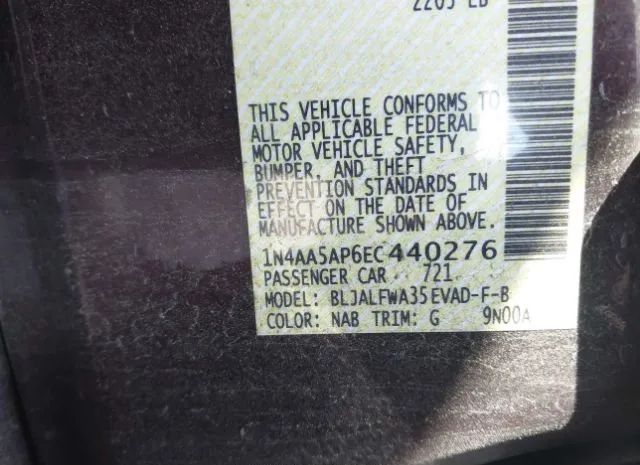 THIS VEHICLE CONFORMS TO
ALL APPLICABLE FEDERAL
MOTOR VEHICLE SAFETY,
BUMPER, AND THEFT
PREVENTION STANDARDS IN
EFFECT ON THE DATE OF
MANUFACTURE SHOWN ABOVE.
1N4AA5AP6EC440276
PASSENGER CAR 721
MODEL: BLJALFWA35EVAD-F-B
COLOR: NAB TRIM: G 9N00A